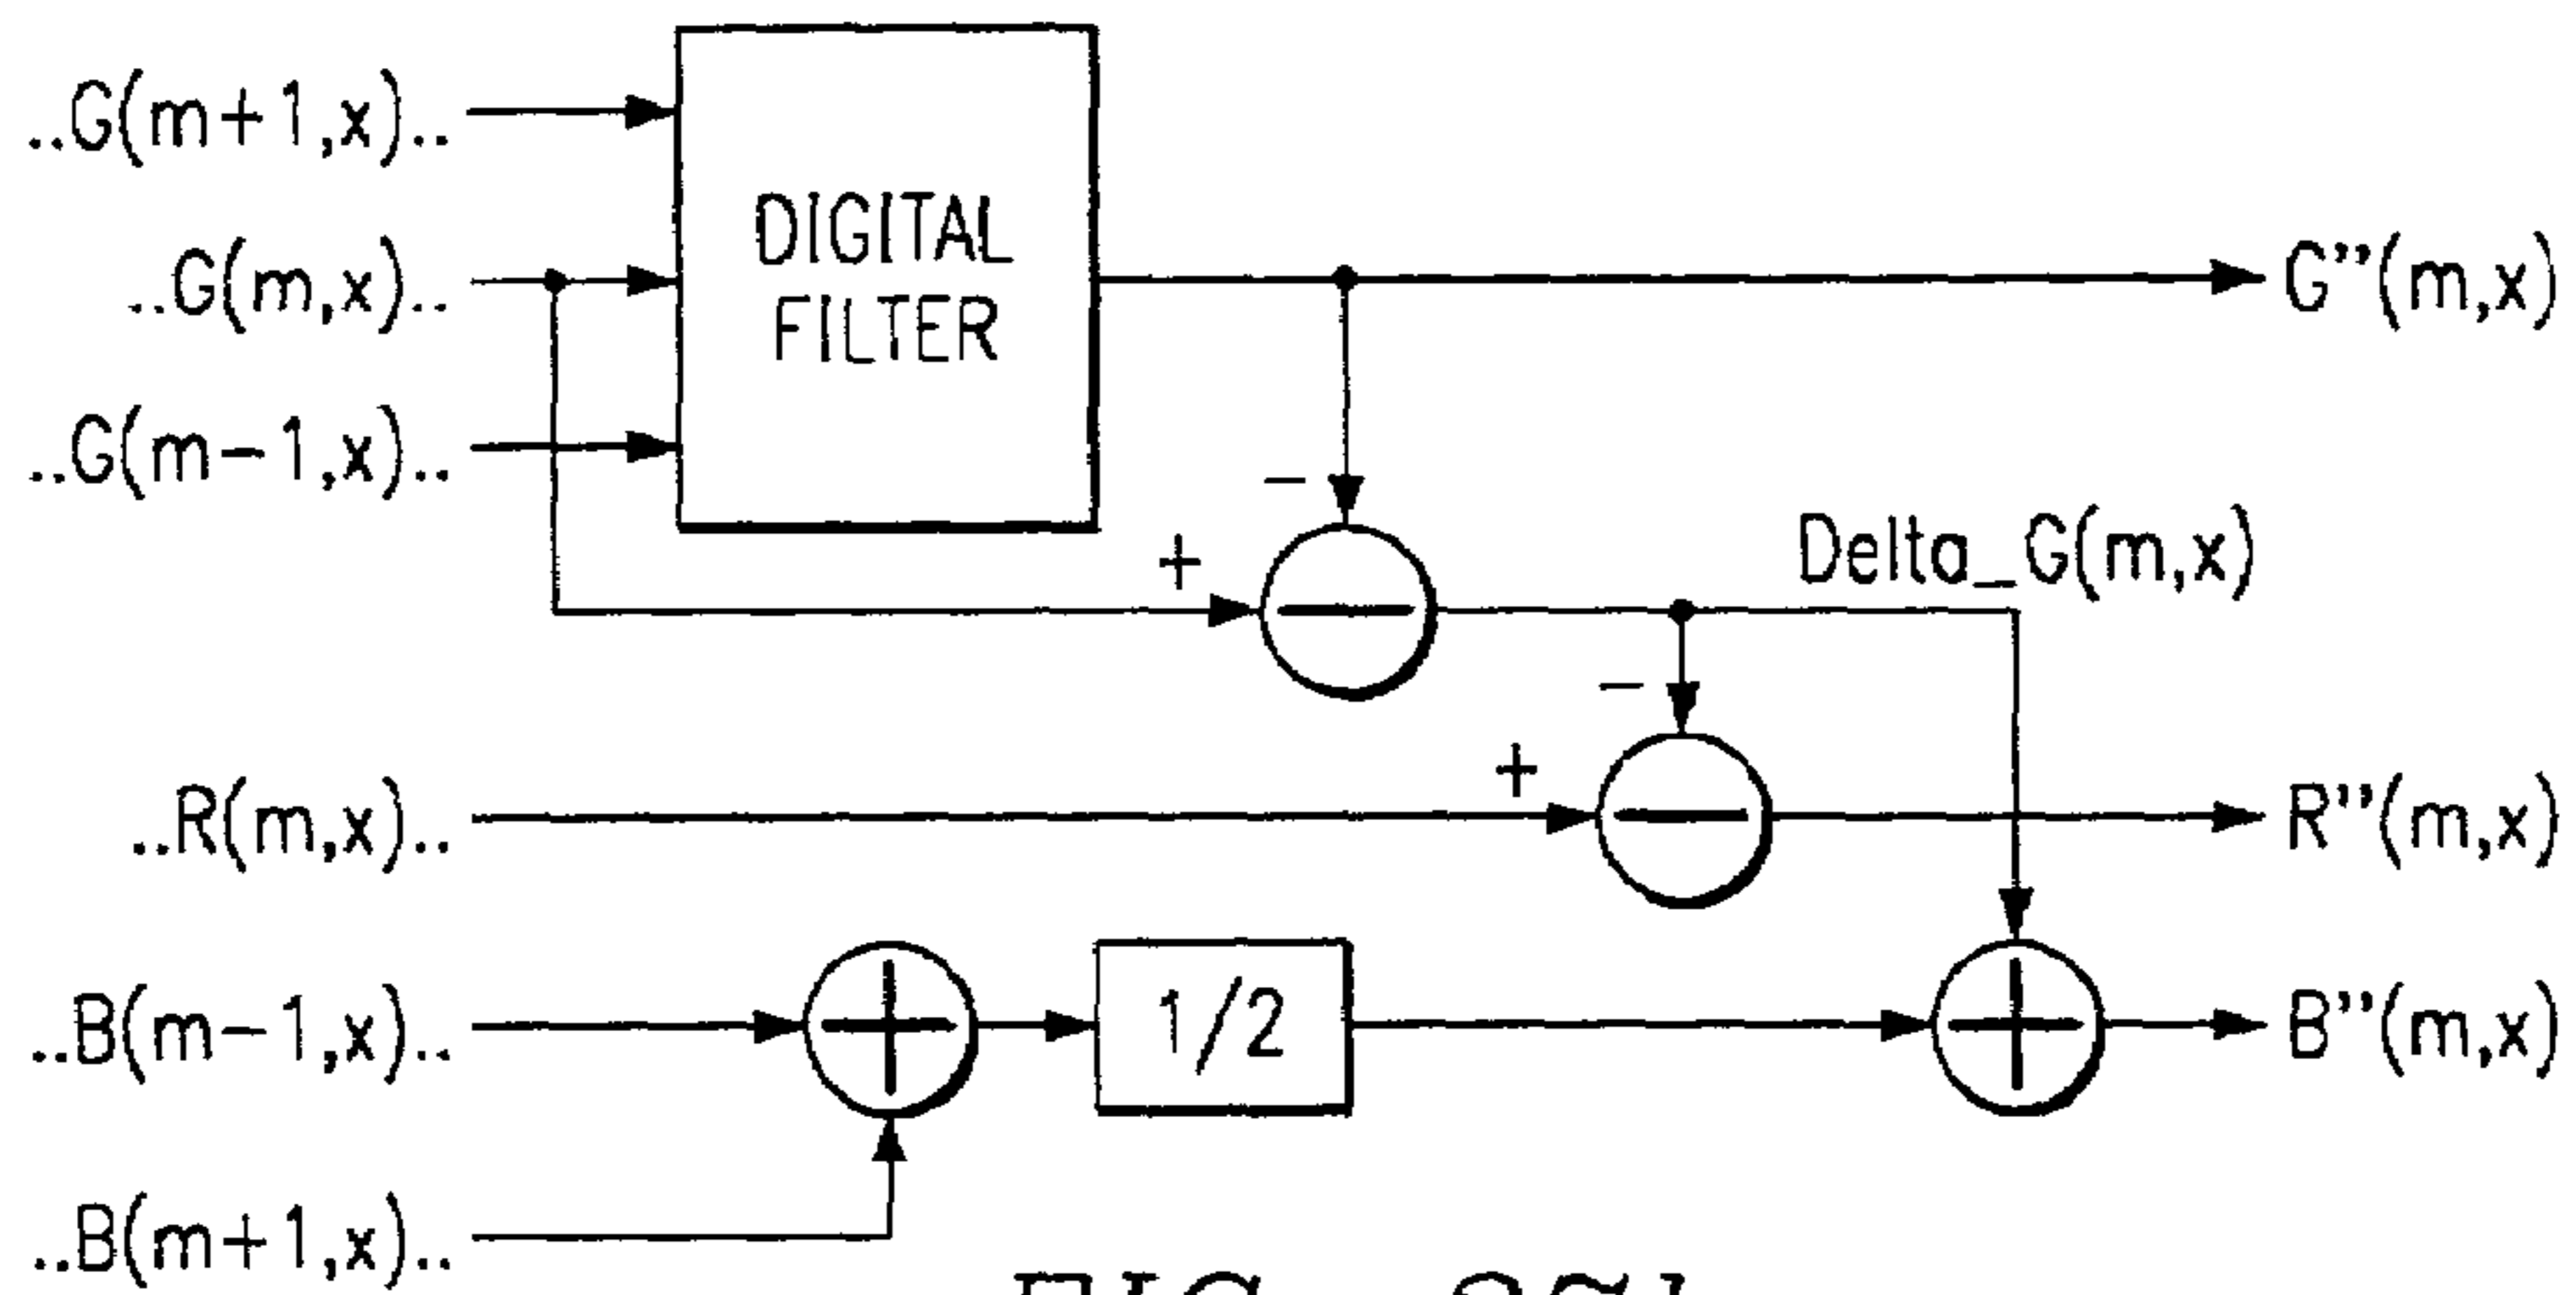 ..G(m+1,x)..
..G(m,x)..
..G(m−1,x)..
DIGITAL
FILTER
G"(m,x)
−
+
Delta_G(m,x)
−
+
..R(m,x)..
R"(m,x)
..B(m−1,x)..
1/2
B"(m,x)
..B(m+1,x)..